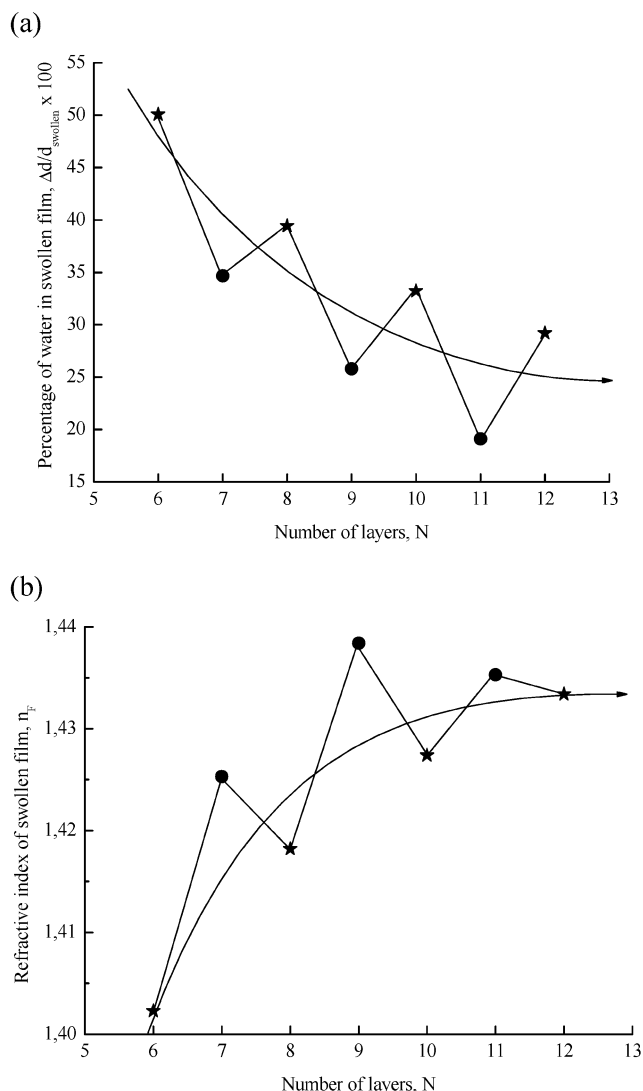 (a)
Percentage of water in swollen film, Δd/d_swollen x 100
55
50
45
40
35
30
25
20
15
5 6 7 8 9 10 11 12 13
Number of layers, N
(b)
Refractive index of swollen film, n_F
1,44
1,43
1,42
1,41
1,40
5 6 7 8 9 10 11 12 13
Number of layers, N